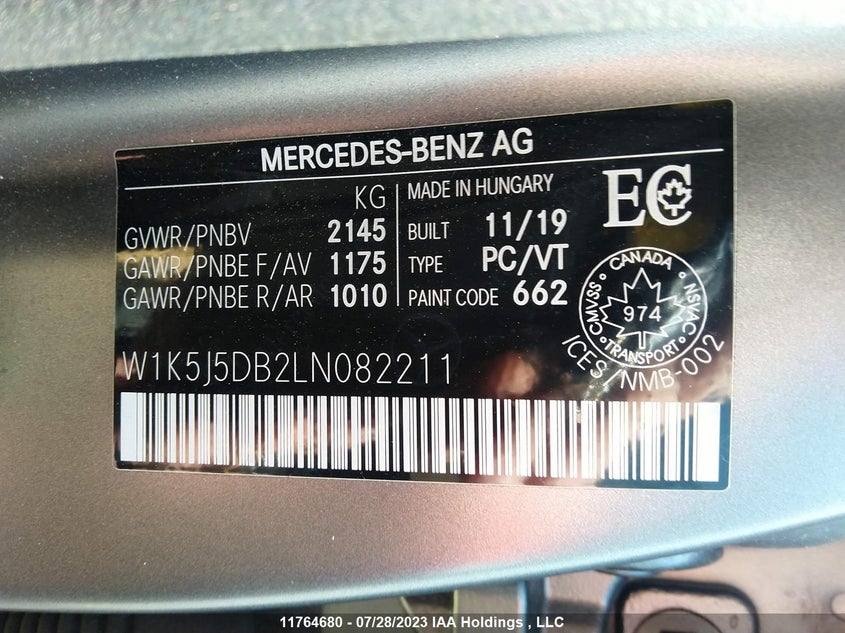 MERCEDES-BENZ AG
KG
GVWR/PNBV 2145
GAWR/PNBE F/AV 1175
GAWR/PNBE R/AR 1010
MADE IN HUNGARY
BUILT 11/19
TYPE PC/VT
PAINT CODE 662
EC
CANADA
CMVSS
974
NSVAC
TRANSPORT
ICES/NMB-002
W1K5J5DB2LN082211
11764680 - 07/28/2023 IAA Holdings , LLC